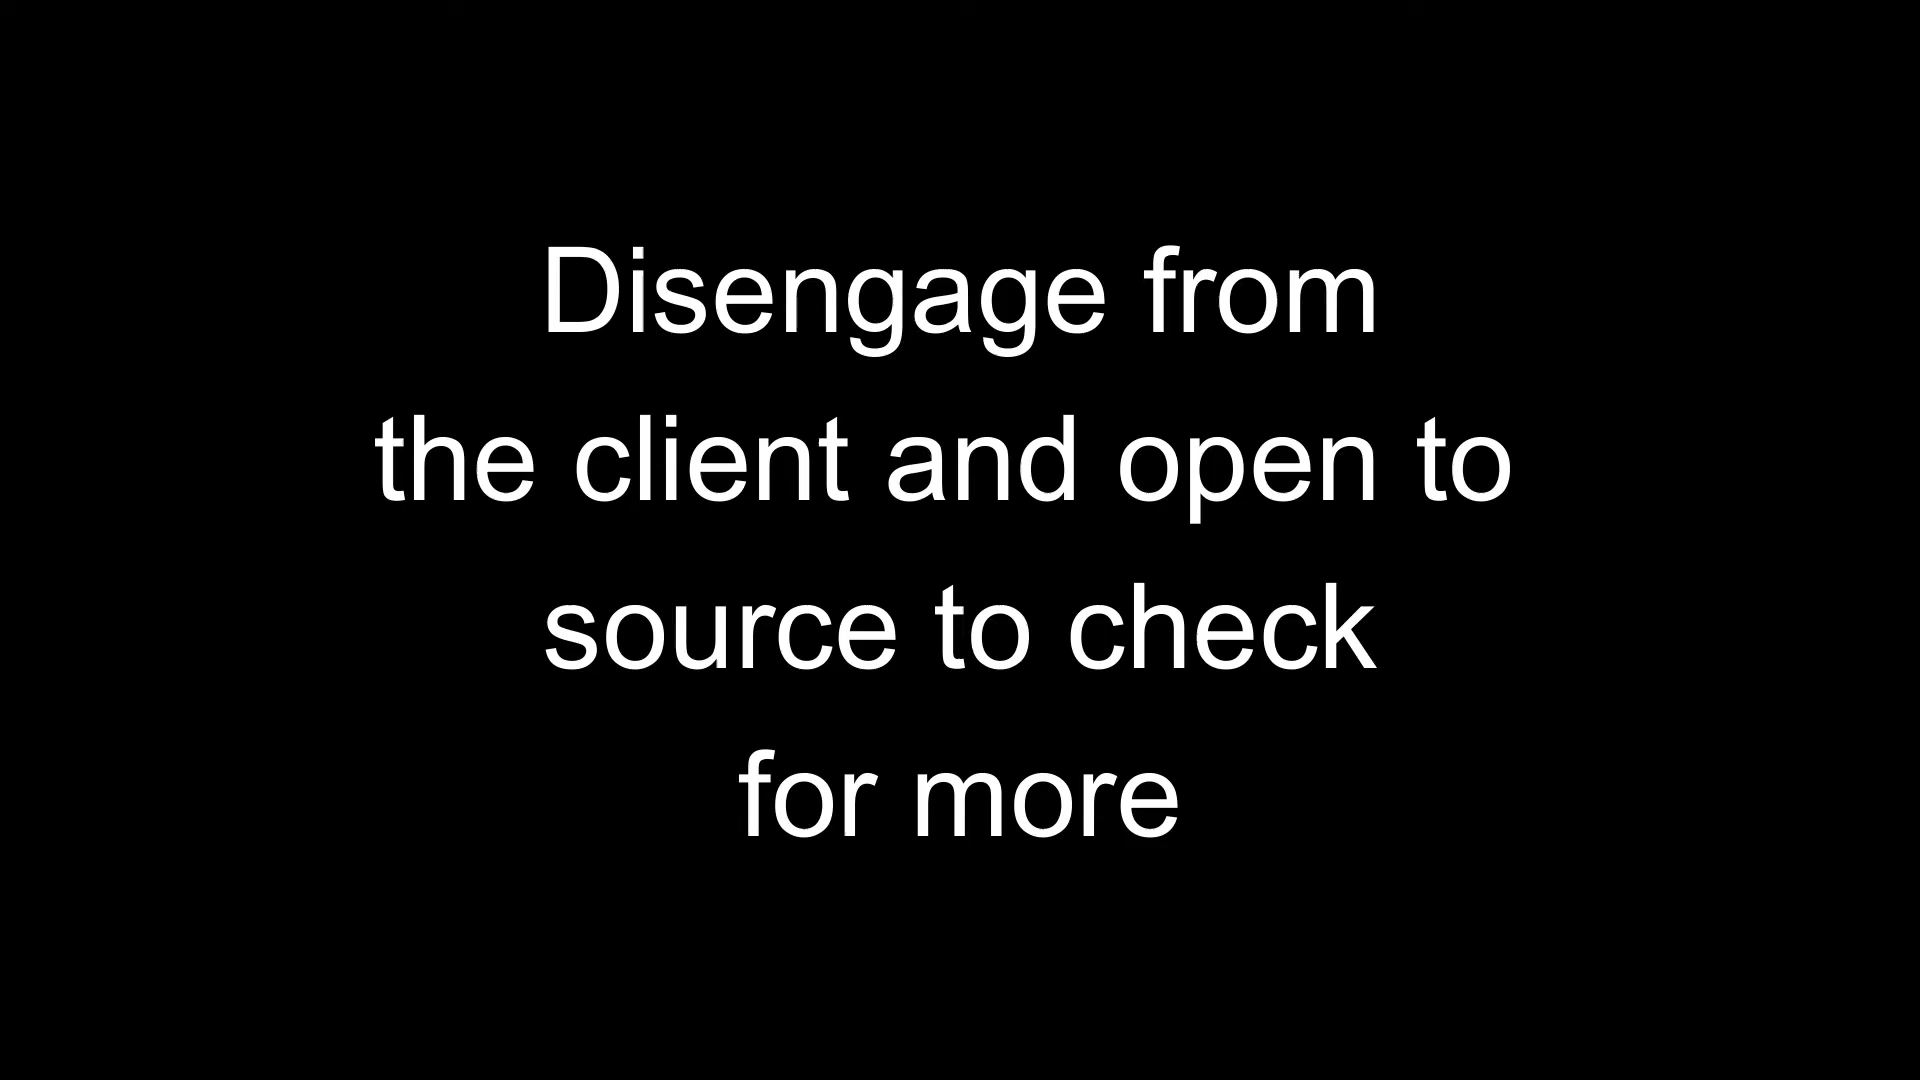 Disengage from
the client and open to
source to check
for more